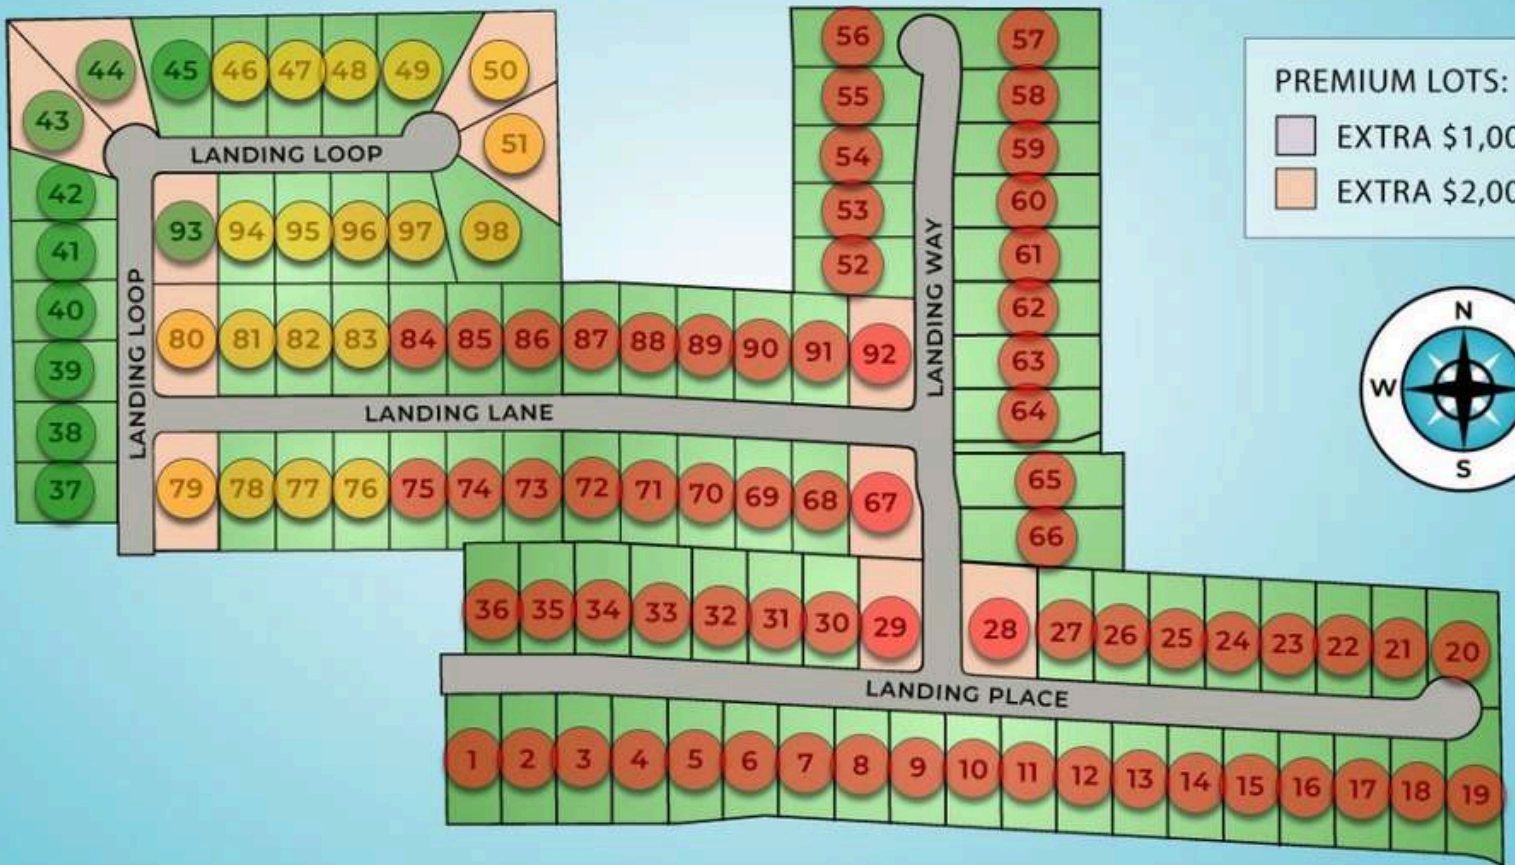 44 45 46 47 48 49 50
43 51
LANDING LOOP
42 93 94 95 96 97 98
41
40
39
38
37
LANDING LOOP
80 81 82 83 84 85 86 87 88 89 90 91 92
LANDING LANE
79 78 77 76 75 74 73 72 71 70 69 68 67
56 57
55 58
54 59
53 60
52 61
62
63
64
65
66
LANDING WAY
36 35 34 33 32 31 30 29 28 27 26 25 24 23 22 21 20
LANDING PLACE
1 2 3 4 5 6 7 8 9 10 11 12 13 14 15 16 17 18 19
PREMIUM LOTS:
EXTRA $1,00
EXTRA $2,00
N
W
S